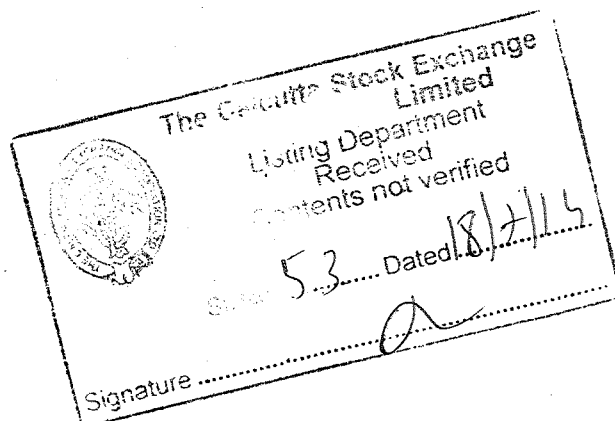 The Calcutta Stock Exchange
Limited
Listing Department
Received
Contents not verified
53 Dated 18/7/14
Signature